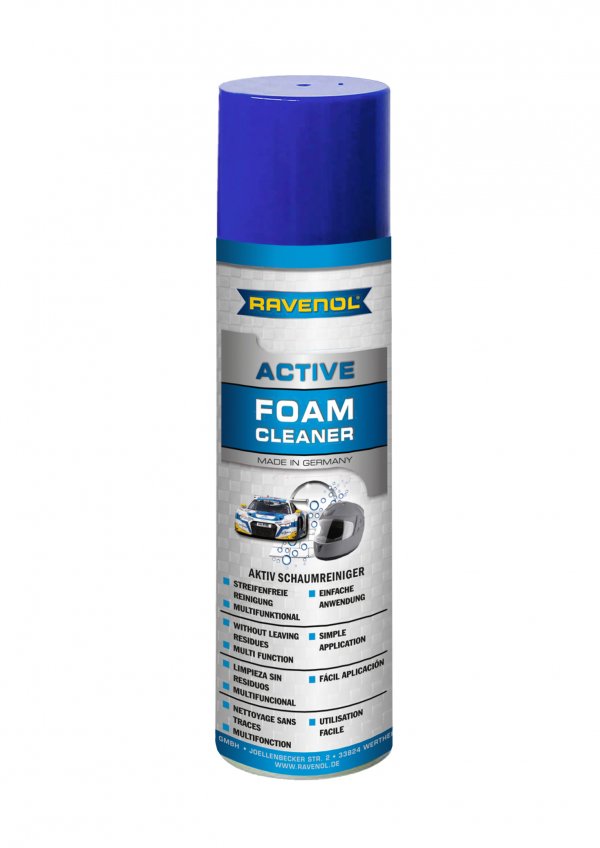 RAVENOL®
ACTIVE
FOAM
CLEANER
MADE IN GERMANY
AKTIV SCHAUMREINIGER
STREIFENFREIE
REINIGUNG
MULTIFUNKTIONAL
EINFACHE
ANWENDUNG
WITHOUT LEAVING
RESIDUES
MULTI FUNCTION
SIMPLE
APPLICATION
LIMPIEZA SIN
RESIDUOS
MULTIFUNCIONAL
FÁCIL APLICACIÓN
NETTOYAGE SANS
TRACES
MULTIFONCTION
UTILISATION
FACILE
GMBH • JOELLENBECKER STR. 2 • 33824 WERTHE
WWW.RAVENOL.DE